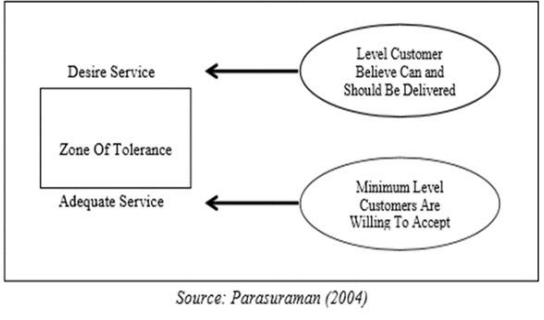 Desire Service
Level Customer
Believe Can and
Should Be Delivered
Zone Of Tolerance
Adequate Service
Minimum Level
Customers Are
Willing To Accept
Source: Parasuraman (2004)